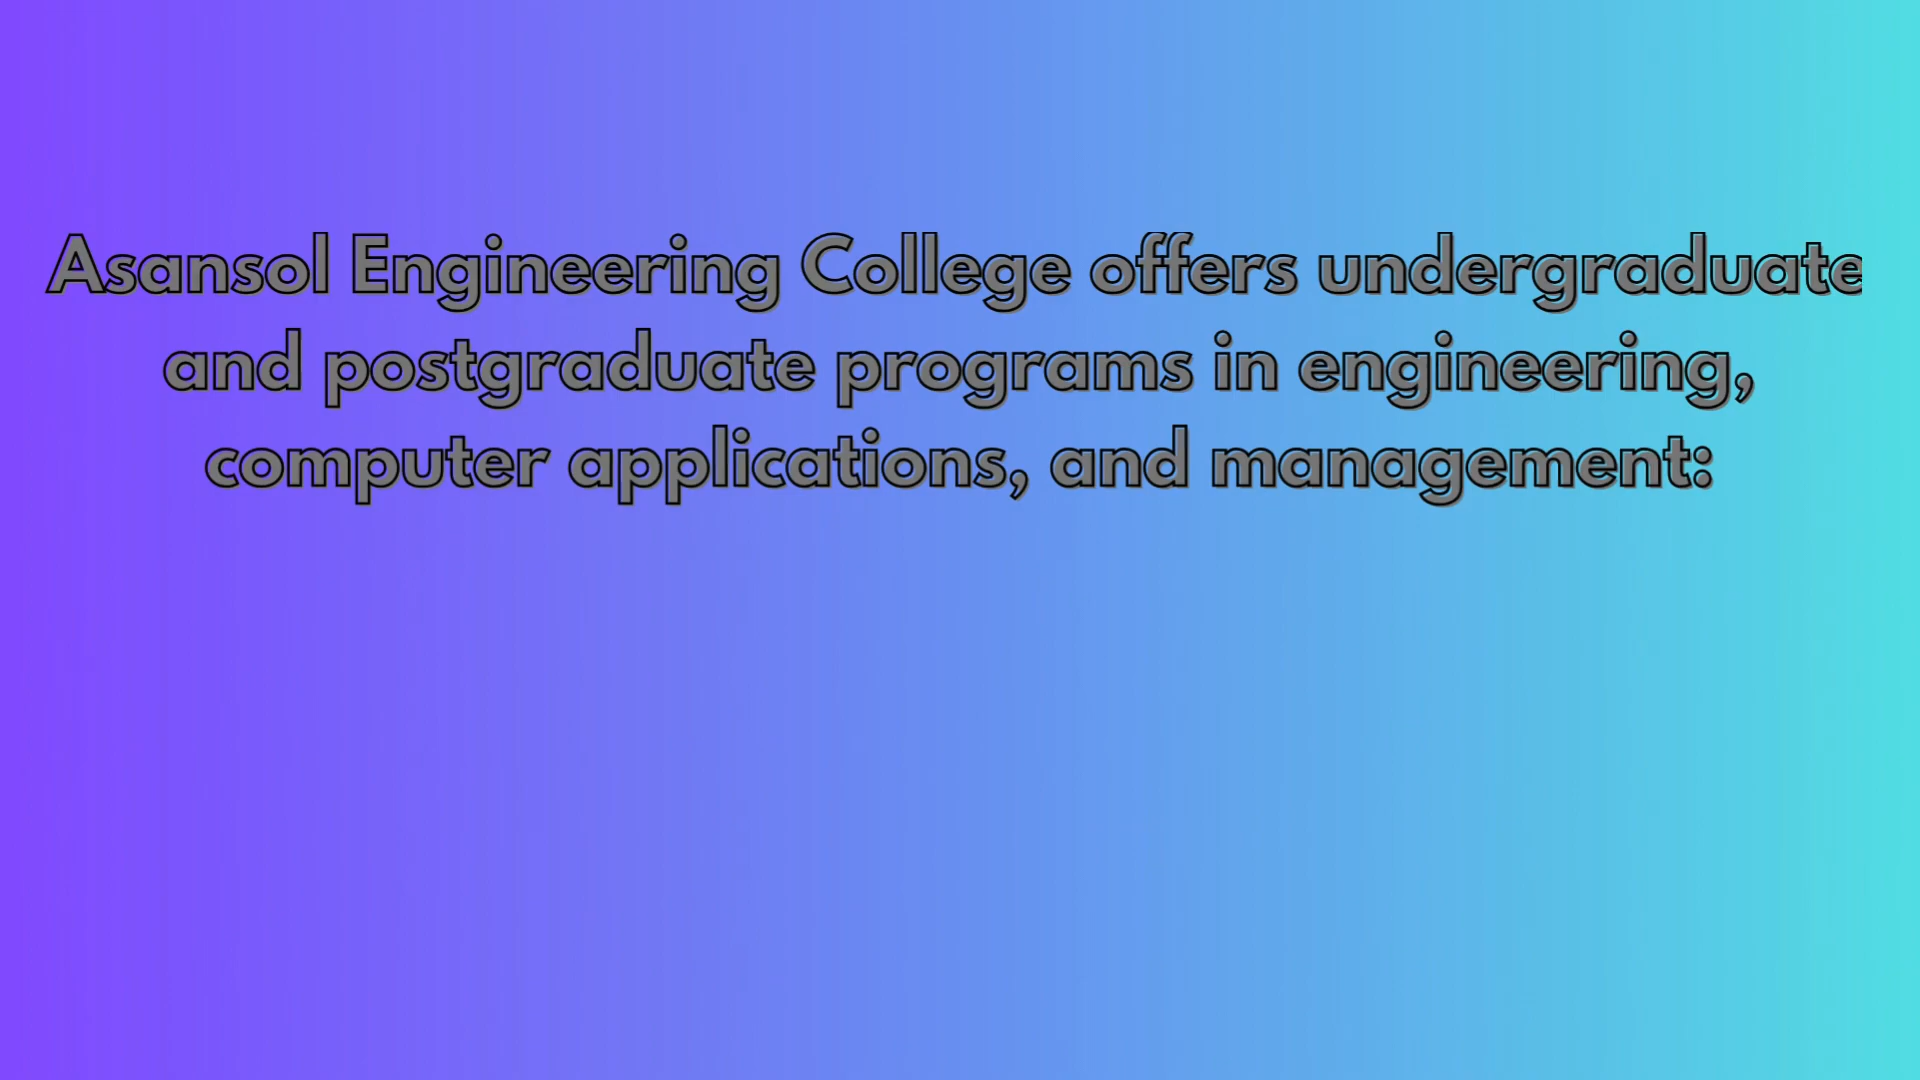 Asansol Engineering College offers undergraduate
and postgraduate programs in engineering,
computer applications, and management: